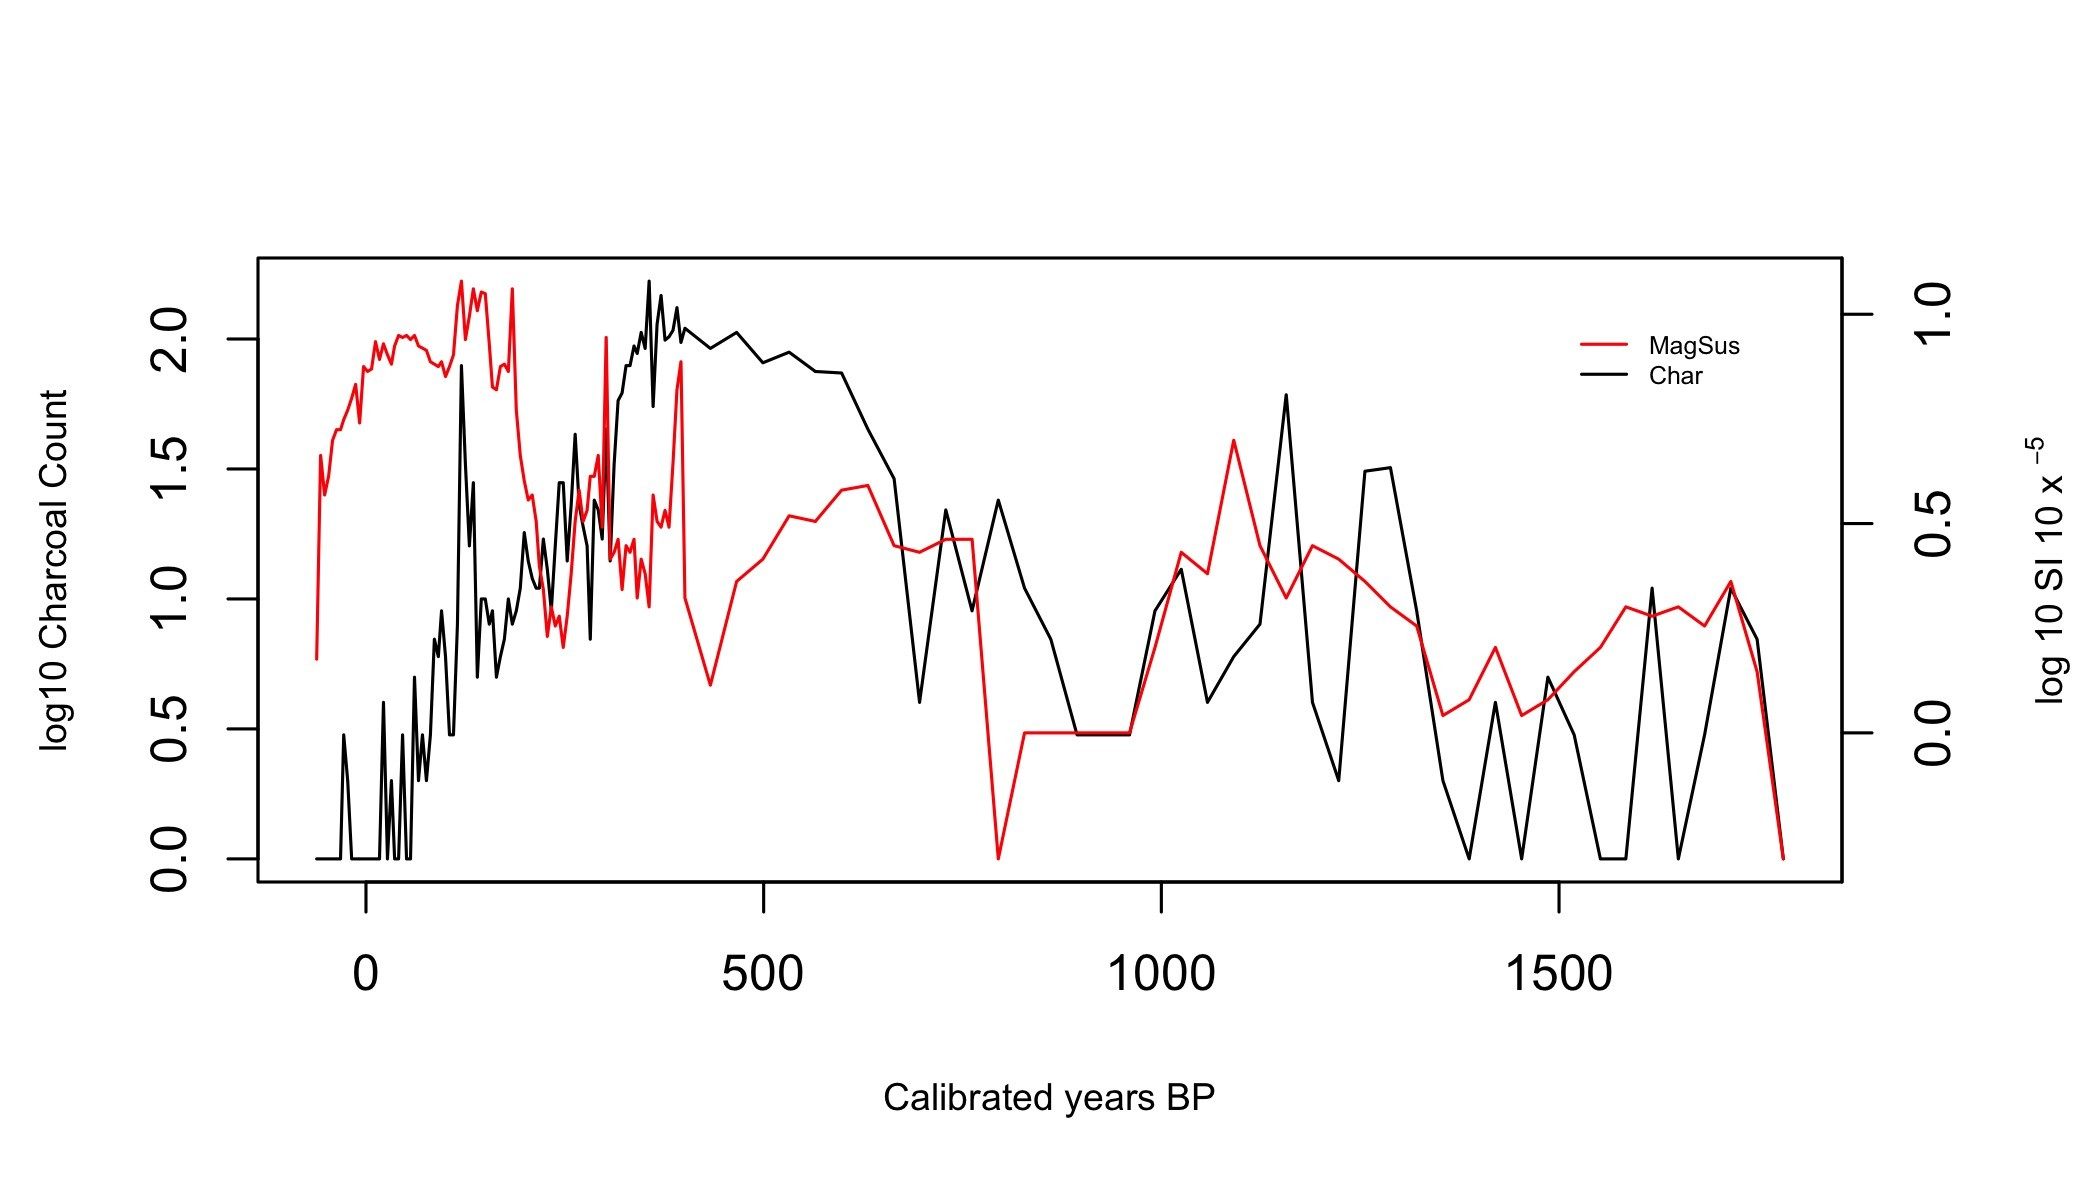 log10 Charcoal Count
2.0
1.5
1.0
0.5
0.0
MagSus
Char
1.0
0.5
0.0
log 10 SI 10 x ⁻⁵
0 500 1000 1500
Calibrated years BP